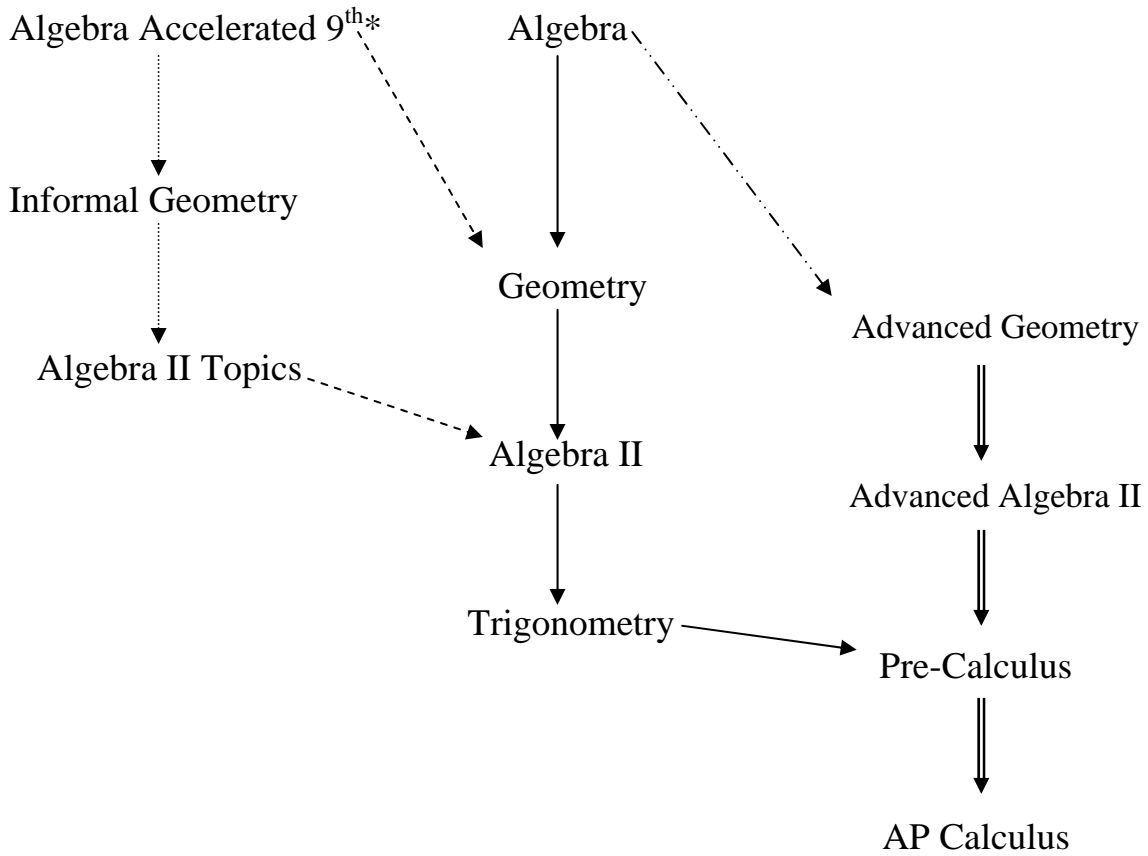 Algebra Accelerated 9th*
Algebra
Informal Geometry
Geometry
Advanced Geometry
Algebra II Topics
Algebra II
Advanced Algebra II
Trigonometry
Pre-Calculus
AP Calculus